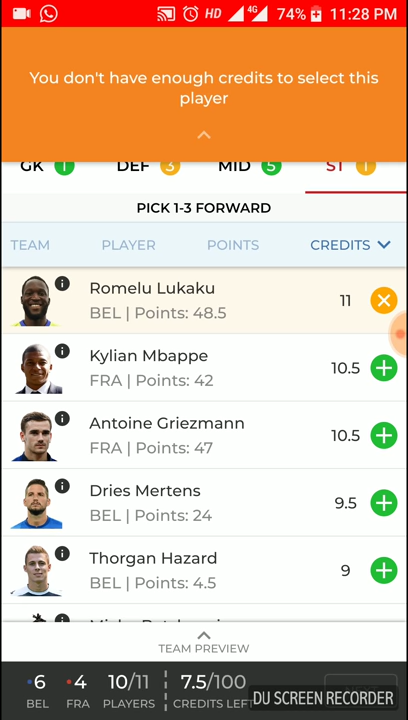 HD 4G 74% 11:28 PM
You don't have enough credits to select this
player
GK 1 DEF 3 MID 5 ST 1
PICK 1-3 FORWARD
TEAM PLAYER POINTS CREDITS
Romelu Lukaku
BEL | Points: 48.5
11
Kylian Mbappe
FRA | Points: 42
10.5
Antoine Griezmann
FRA | Points: 47
10.5
Dries Mertens
BEL | Points: 24
9.5
Thorgan Hazard
BEL | Points: 4.5
9
TEAM PREVIEW
6 4 10/11 7.5/100
BEL FRA PLAYERS CREDITS LEFT
DU SCREEN RECORDER